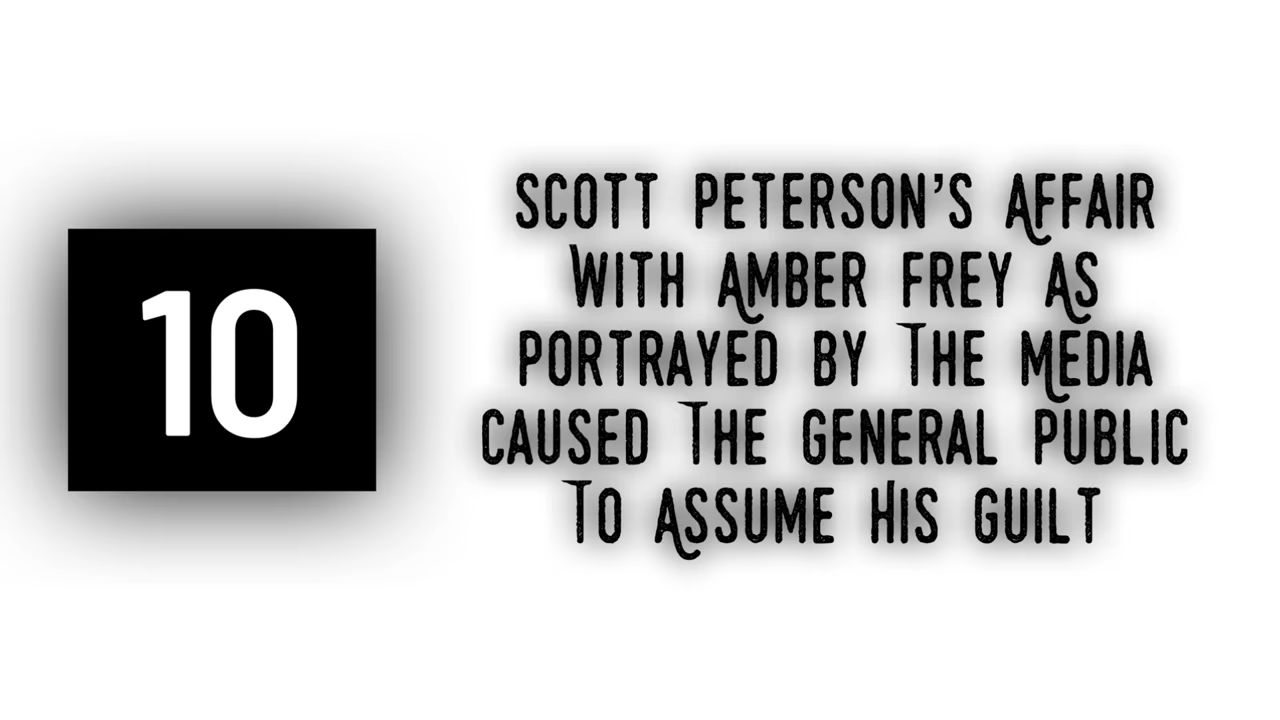 10
SCOTT PETERSON'S AFFAIR
WITH AMBER FREY AS
PORTRAYED BY THE MEDIA
CAUSED THE GENERAL PUBLIC
TO ASSUME HIS GUILT